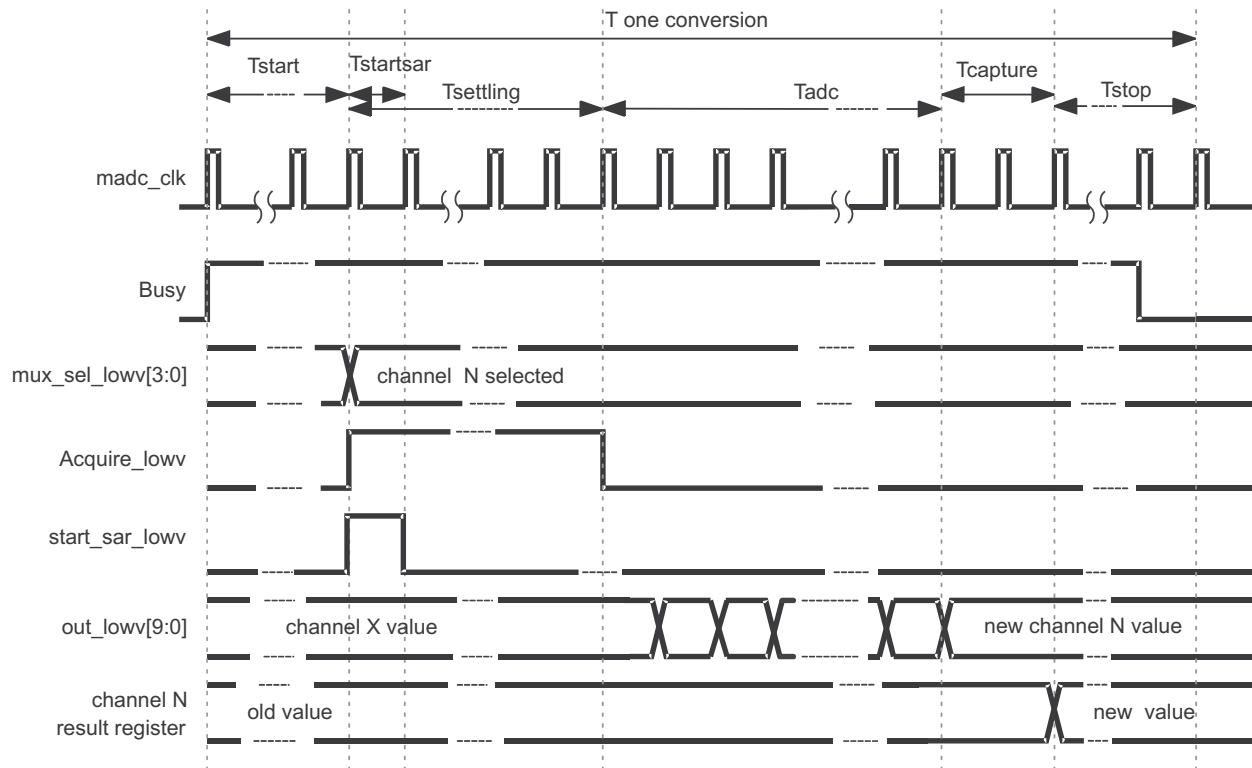 T one conversion
Tstart
Tstartsar
Tsettling
Tadc
Tcapture
Tstop
madc_clk
Busy
mux_sel_lowv[3:0]
channel N selected
Acquire_lowv
start_sar_lowv
out_lowv[9:0]
channel X value
new channel N value
channel N
result register
old value
new value